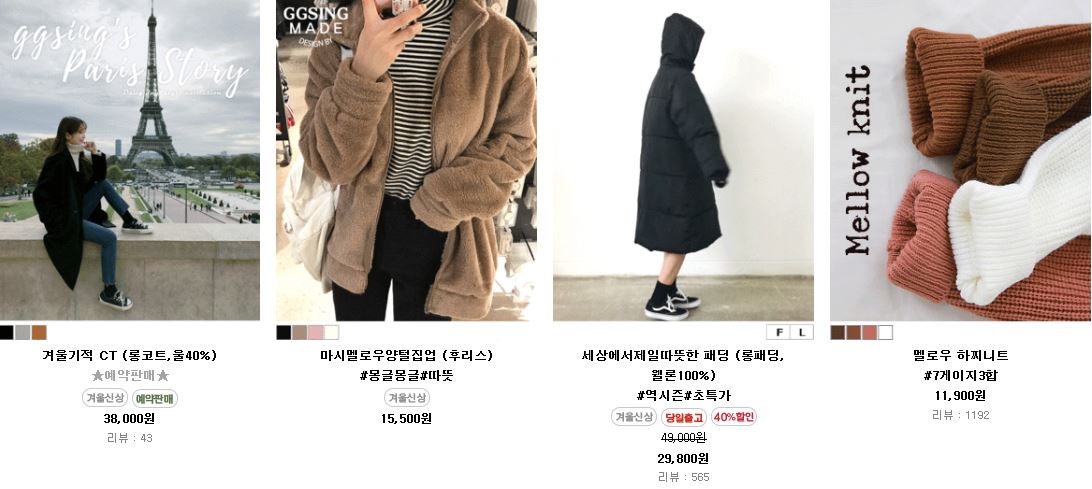 ggsing's
Paris Story
GGSING
MADE
DESIGN BY
Mellow knit
F L
겨울기적 CT (롱코트,울40%)
★예약판매★
겨울신상 예약판매
38,000원
리뷰 : 43
마시멜로우양털집업 (후리스)
#몽글몽글#따뜻
겨울신상
15,500원
세상에서제일따뜻한 패딩 (롱패딩,
웰론100%)
#역시즌#초특가
겨울신상 당일출고 40%할인
49,000원
29,800원
리뷰 : 565
멜로우 하찌니트
#7게이지3합
11,900원
리뷰 : 1192